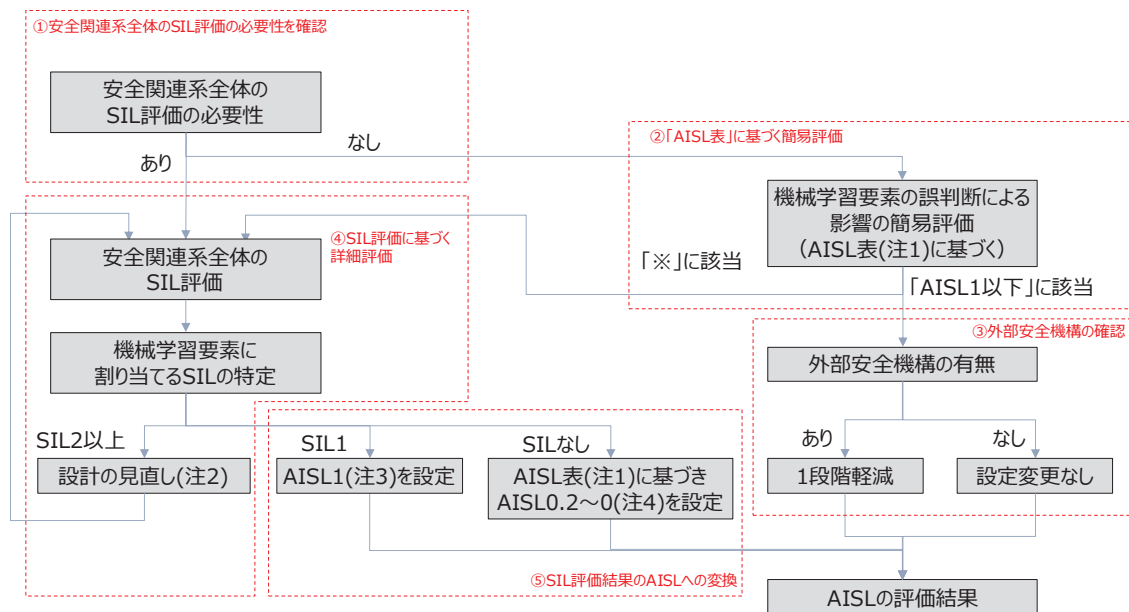 ①安全関連系全体のSIL評価の必要性を確認
安全関連系全体の
SIL評価の必要性
なし
あり
②「AISL表」に基づく簡易評価
機械学習要素の誤判断による
影響の簡易評価
（AISL表(注1)に基づく）
「※」に該当
「AISL1以下」に該当
④SIL評価に基づく
詳細評価
安全関連系全体の
SIL評価
機械学習要素に
割り当てるSILの特定
③外部安全機構の確認
外部安全機構の有無
あり
なし
1段階軽減
設定変更なし
SIL2以上
SIL1
SILなし
設計の見直し(注2)
AISL1(注3)を設定
AISL表(注1)に基づき
AISL0.2～0(注4)を設定
⑤SIL評価結果のAISLへの変換
AISLの評価結果